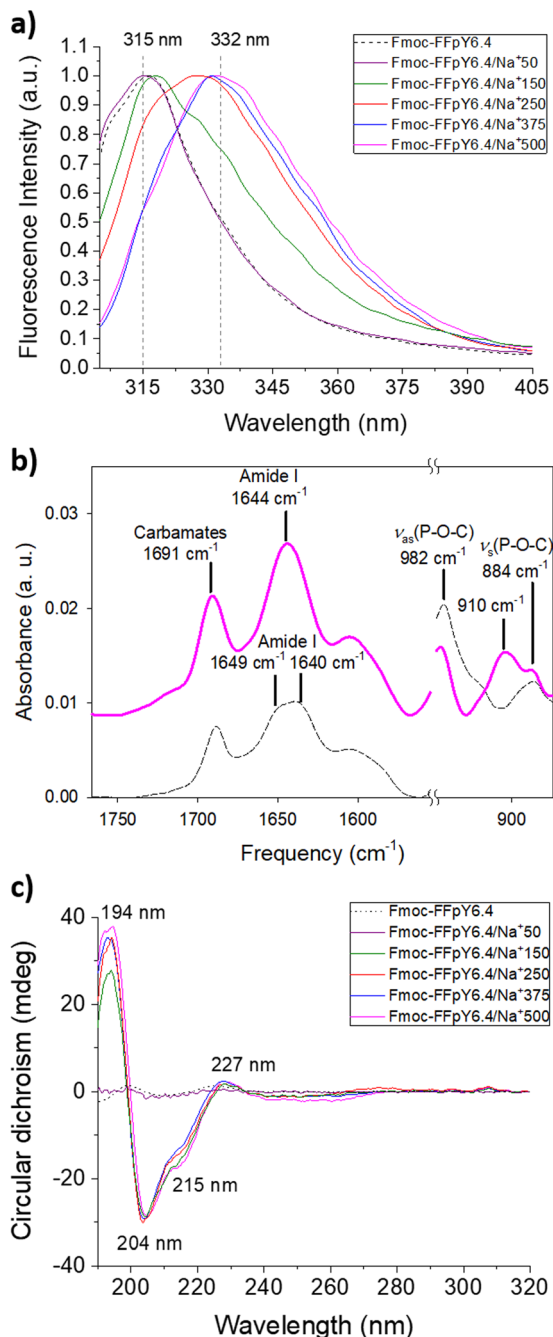 a)
315 nm
332 nm
Fmoc-FFpY6.4
Fmoc-FFpY6.4/Na⁺50
Fmoc-FFpY6.4/Na⁺150
Fmoc-FFpY6.4/Na⁺250
Fmoc-FFpY6.4/Na⁺375
Fmoc-FFpY6.4/Na⁺500
Fluorescence Intensity (a.u.)
1.0
0.9
0.8
0.7
0.6
0.5
0.4
0.3
0.2
0.1
0.0
315
330
345
360
375
390
405
Wavelength (nm)
b)
Amide I
1644 cm⁻¹
Carbamates
1691 cm⁻¹
νas(P-O-C)
982 cm⁻¹
νs(P-O-C)
884 cm⁻¹
910 cm⁻¹
Amide I
1649 cm⁻¹
1640 cm⁻¹
Absorbance (a. u.)
0.03
0.02
0.01
0.00
1750
1700
1650
1600
900
Frequency (cm⁻¹)
c)
194 nm
227 nm
215 nm
204 nm
Fmoc-FFpY6.4
Fmoc-FFpY6.4/Na⁺50
Fmoc-FFpY6.4/Na⁺150
Fmoc-FFpY6.4/Na⁺250
Fmoc-FFpY6.4/Na⁺375
Fmoc-FFpY6.4/Na⁺500
Circular dichroism (mdeg)
40
20
0
-20
-40
200
220
240
260
280
300
320
Wavelength (nm)